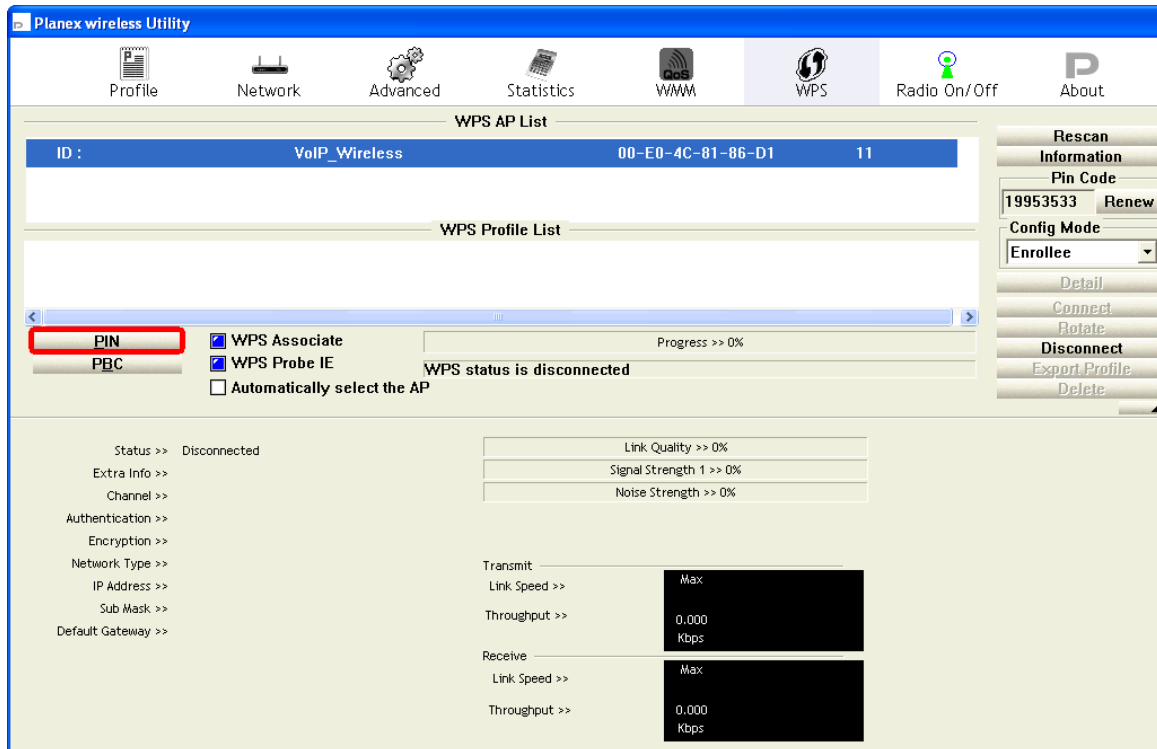 Planex wireless Utility
Profile Network Advanced Statistics QoS WMM WPS Radio On/Off About
WPS AP List
ID : VoIP_Wireless 00-E0-4C-81-86-D1 11
Rescan
Information
Pin Code
19953533 Renew
WPS Profile List
Config Mode
Enrollee
Detail
Connect
Rotate
Disconnect
Export Profile
Delete
PIN
PBC
WPS Associate
WPS Probe IE
Automatically select the AP
Progress >> 0%
WPS status is disconnected
Status >> Disconnected
Extra Info >>
Channel >>
Authentication >>
Encryption >>
Network Type >>
IP Address >>
Sub Mask >>
Default Gateway >>
Link Quality >> 0%
Signal Strength 1 >> 0%
Noise Strength >> 0%
Transmit
Link Speed >>
Throughput >>
Max
0.000
Kbps
Receive
Link Speed >>
Throughput >>
Max
0.000
Kbps